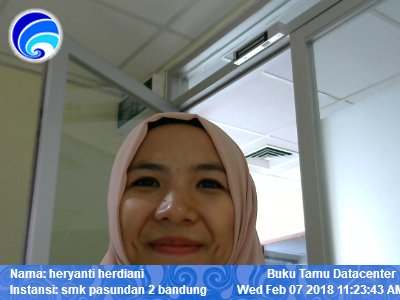 Nama: heryanti herdiani Buku Tamu Datacenter
Instansi: smk pasundan 2 bandung Wed Feb 07 2018 11:23:43 AM